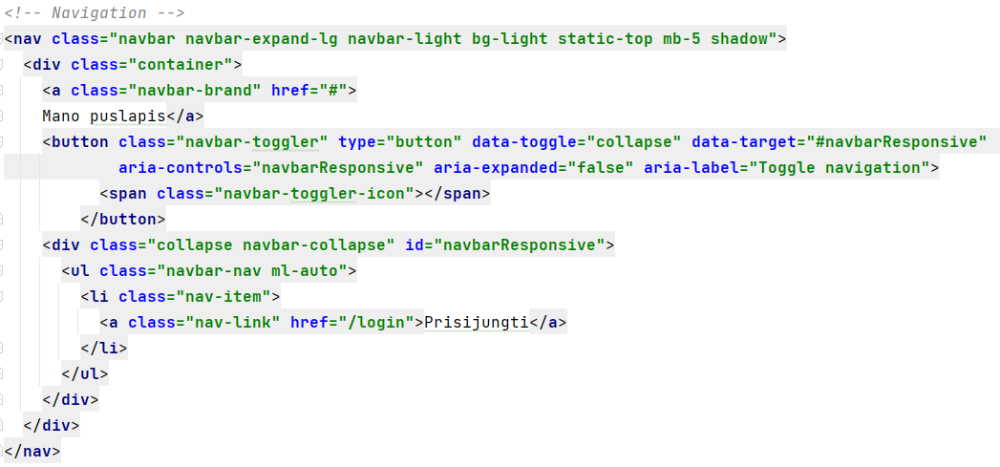 <!-- Navigation -->
<nav class="navbar navbar-expand-lg navbar-light bg-light static-top mb-5 shadow">
<div class="container">
<a class="navbar-brand" href="#">
Mano puslapis</a>
<button class="navbar-toggler" type="button" data-toggle="collapse" data-target="#navbarResponsive"
aria-controls="navbarResponsive" aria-expanded="false" aria-label="Toggle navigation">
<span class="navbar-toggler-icon"></span>
</button>
<div class="collapse navbar-collapse" id="navbarResponsive">
<ul class="navbar-nav ml-auto">
<li class="nav-item">
<a class="nav-link" href="/login">Prisijungti</a>
</li>
</ul>
</div>
</div>
</nav>